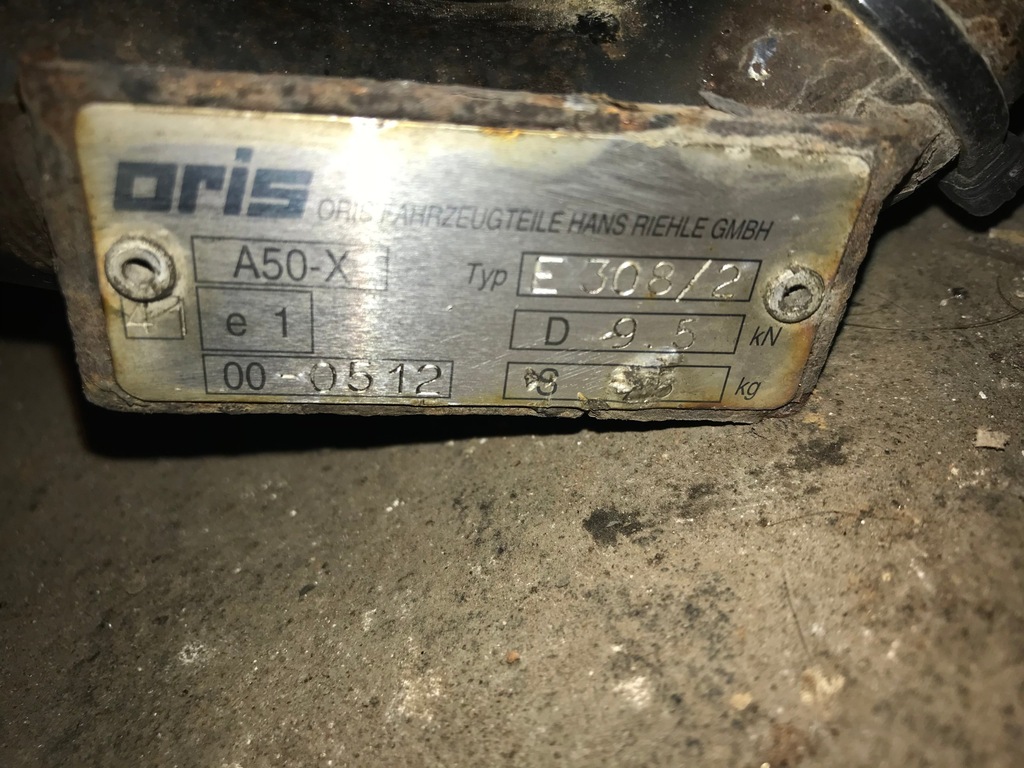 oris
ORIS FAHRZEUGTEILE HANS RIEHLE GMBH
A50-X Typ E 308/2
e 1 D 9.5 kN
00-0512 S kg